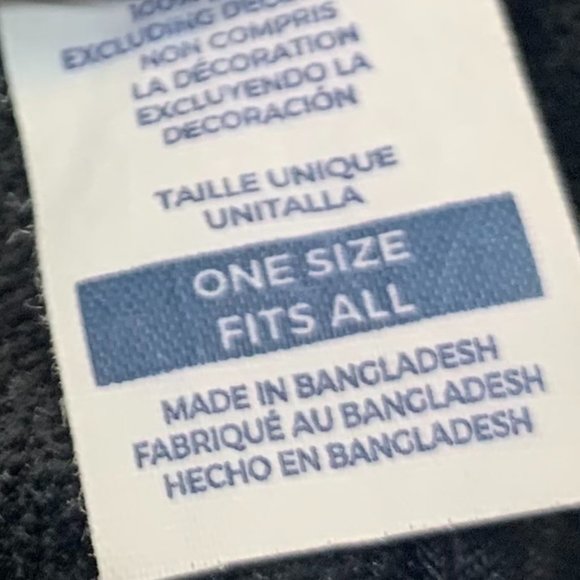 EXCLUDING
NON COMPRIS
LA DÉCORATION
EXCLUYENDO LA
DECORACIÓN
TAILLE UNIQUE
UNITALLA
ONE SIZE
FITS ALL
MADE IN BANGLADESH
FABRIQUÉ AU BANGLADESH
HECHO EN BANGLADESH